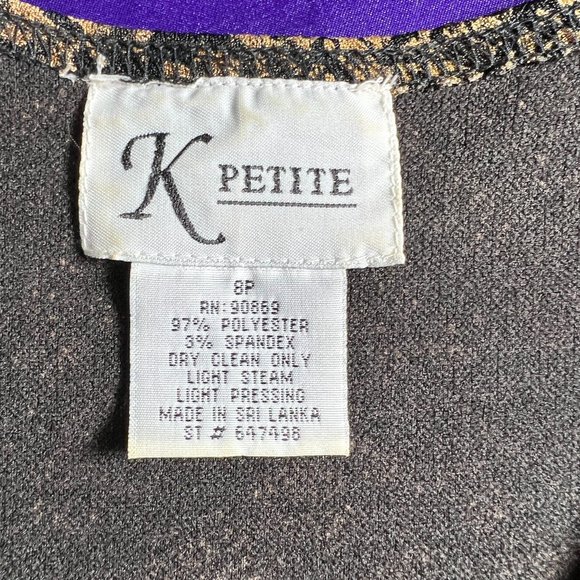 K PETITE
8P
RN: 90869
97% POLYESTER
3% SPANDEX
DRY CLEAN ONLY
LIGHT STEAM
LIGHT PRESSING
MADE IN SRI LANKA
ST # 647498